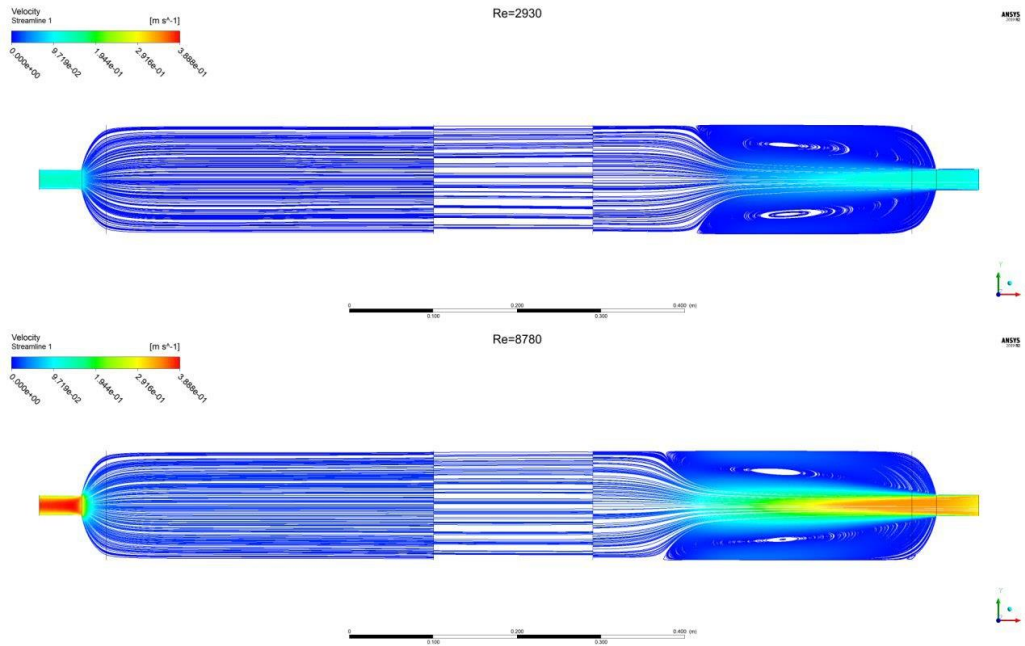 Velocity
Streamline 1 [m s^-1]
0.000e+00
9.719e-02
1.944e-01
2.916e-01
3.888e-01
Re=2930
ANSYS
0 0.200 0.400 (m)
0.100 0.300
Velocity
Streamline 1 [m s^-1]
0.000e+00
9.719e-02
1.944e-01
2.916e-01
3.888e-01
Re=8780
ANSYS
0 0.200 0.400 (m)
0.100 0.300